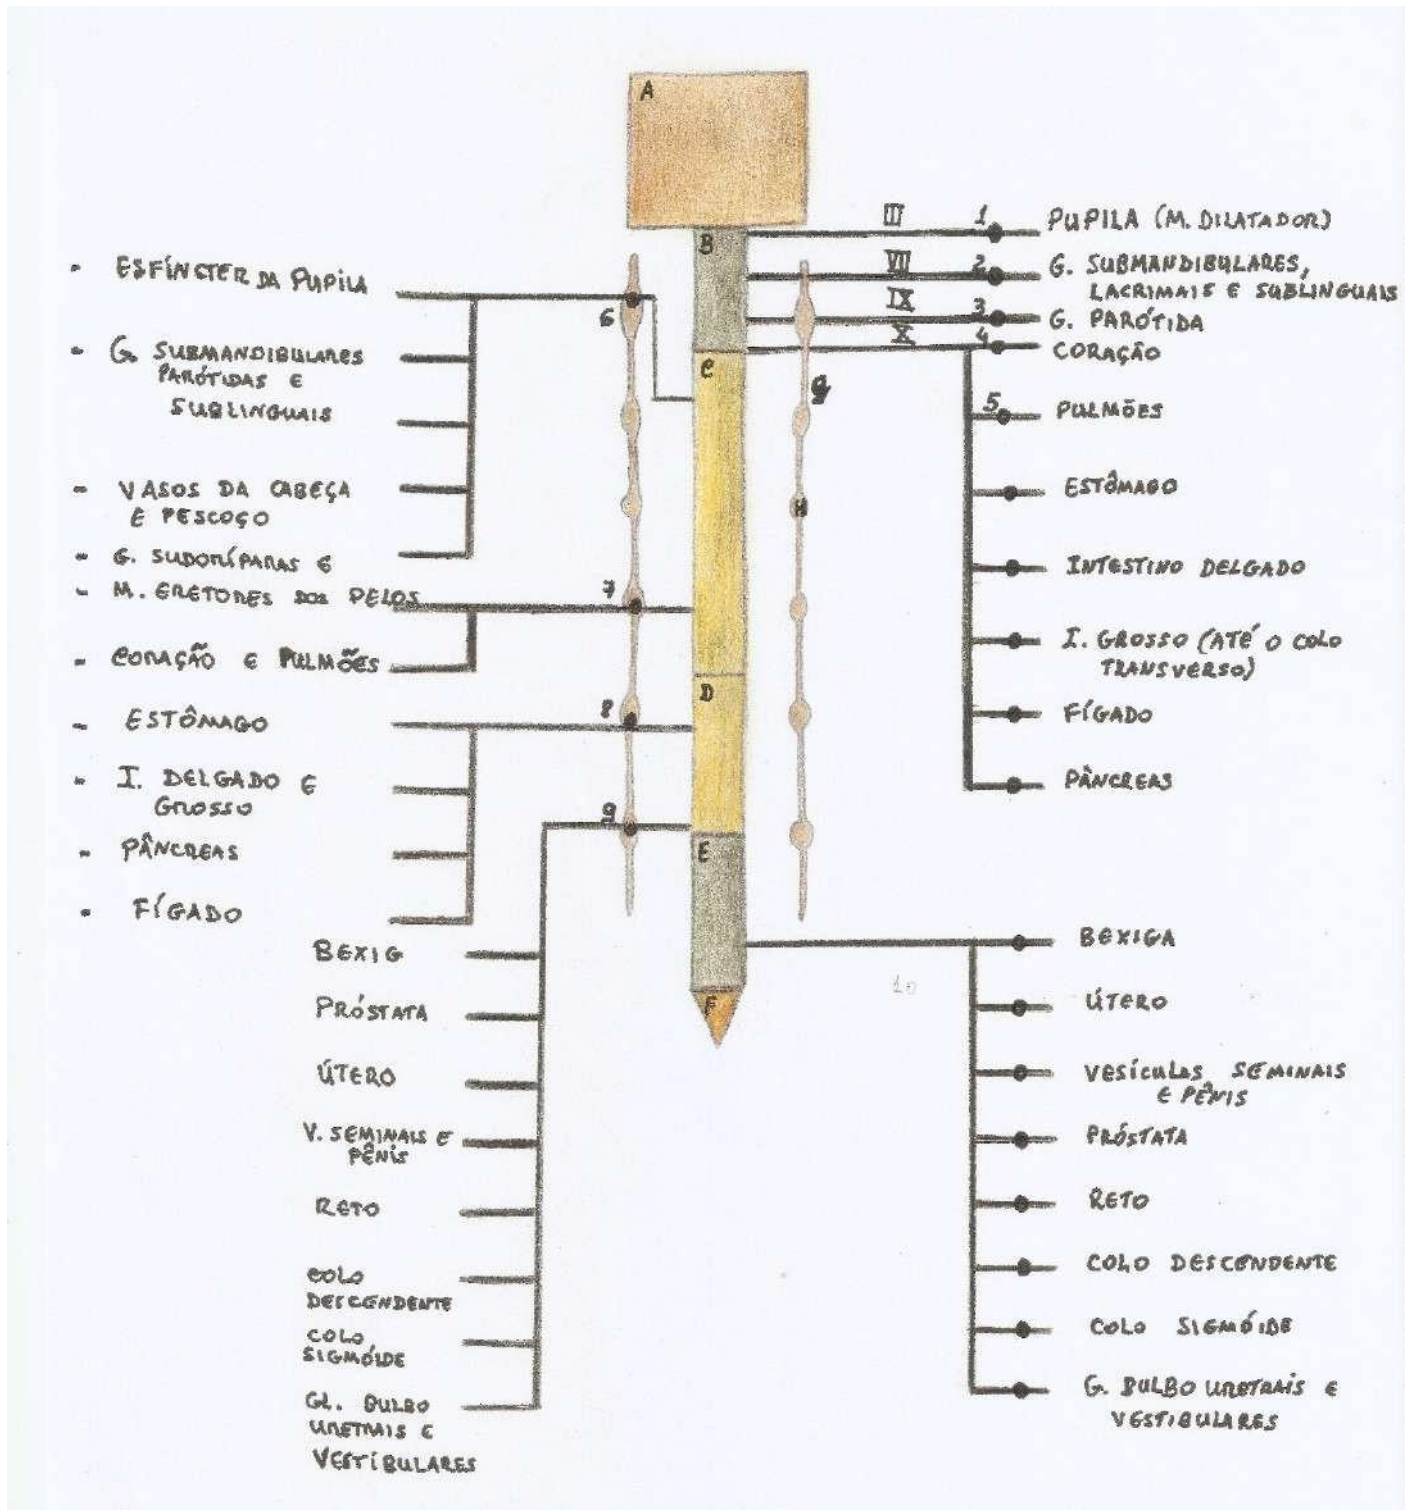 A
B
C
D
E
F
g
H
III 1 PUPILA (M. DILATADOR)
VII 2 G. SUBMANDIBULARES,
LACRIMAIS E SUBLINGUAIS
IX 3 G. PARÓTIDA
X 4 CORAÇÃO
5 PULMÕES
ESTÔMAGO
INTESTINO DELGADO
I. GROSSO (ATÉ O COLO
TRANSVERSO)
FÍGADO
PÂNCREAS
- ESFÍNCTER DA PUPILA
6
- G. SUBMANDIBULARES
PARÓTIDAS E
SUBLINGUAIS
- VASOS DA CABEÇA
E PESCOÇO
- G. SUDORÍPARAS E
- M. ERETORES DOS PELOS
7
- CORAÇÃO E PULMÕES
- ESTÔMAGO
8
- I. DELGADO E
GROSSO
- PÂNCREAS
- FÍGADO
9
BEXIG
PRÓSTATA
ÚTERO
V. SEMINAIS E
PÊNIS
RETO
COLO
DESCENDENTE
COLO
SIGMÓIDE
GL. BULBO
URETRAIS E
VESTIBULARES
10
BEXIGA
ÚTERO
VESÍCULAS SEMINAIS
E PÊNIS
PRÓSTATA
RETO
COLO DESCENDENTE
COLO SIGMÓIDE
G. BULBO URETRAIS E
VESTIBULARES